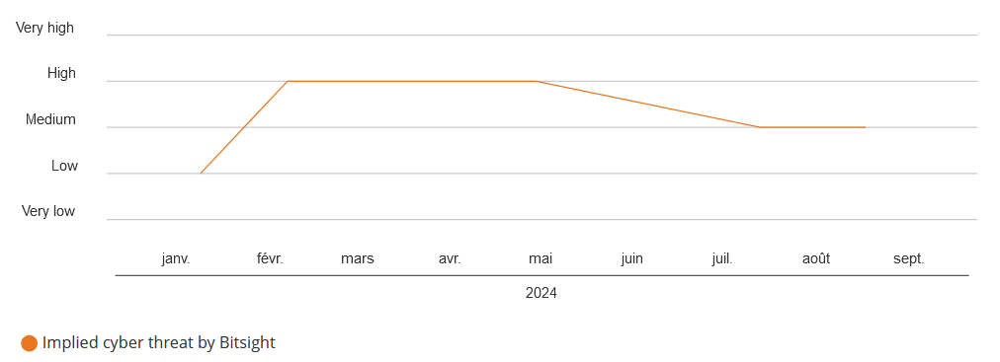 Very high
High
Medium
Low
Very low
janv. févr. mars avr. mai juin juil. août sept.
2024
Implied cyber threat by Bitsight